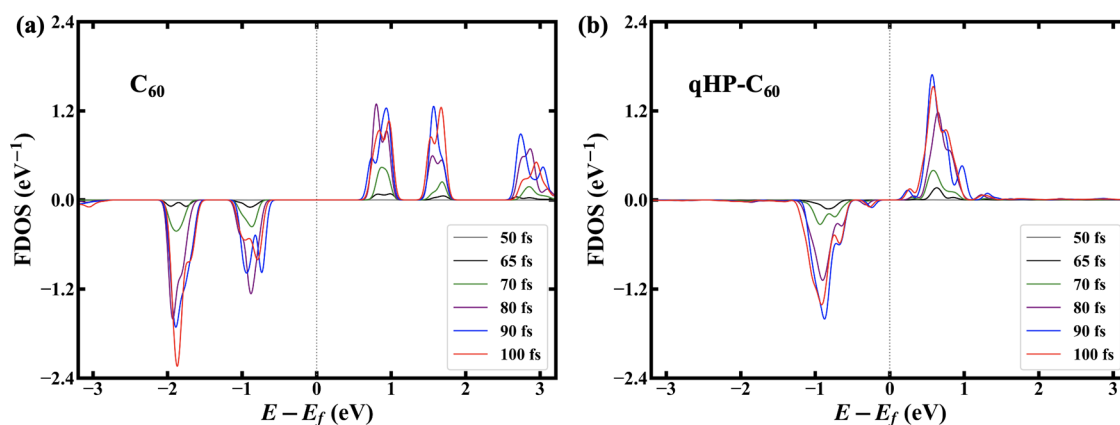 (a)
C60
FDOS (eV−1)
2.4
1.2
0.0
−1.2
−2.4
50 fs
65 fs
70 fs
80 fs
90 fs
100 fs
−3 −2 −1 0 1 2 3
E − Ef (eV)
(b)
qHP-C60
FDOS (eV−1)
2.4
1.2
0.0
−1.2
−2.4
50 fs
65 fs
70 fs
80 fs
90 fs
100 fs
−3 −2 −1 0 1 2 3
E − Ef (eV)